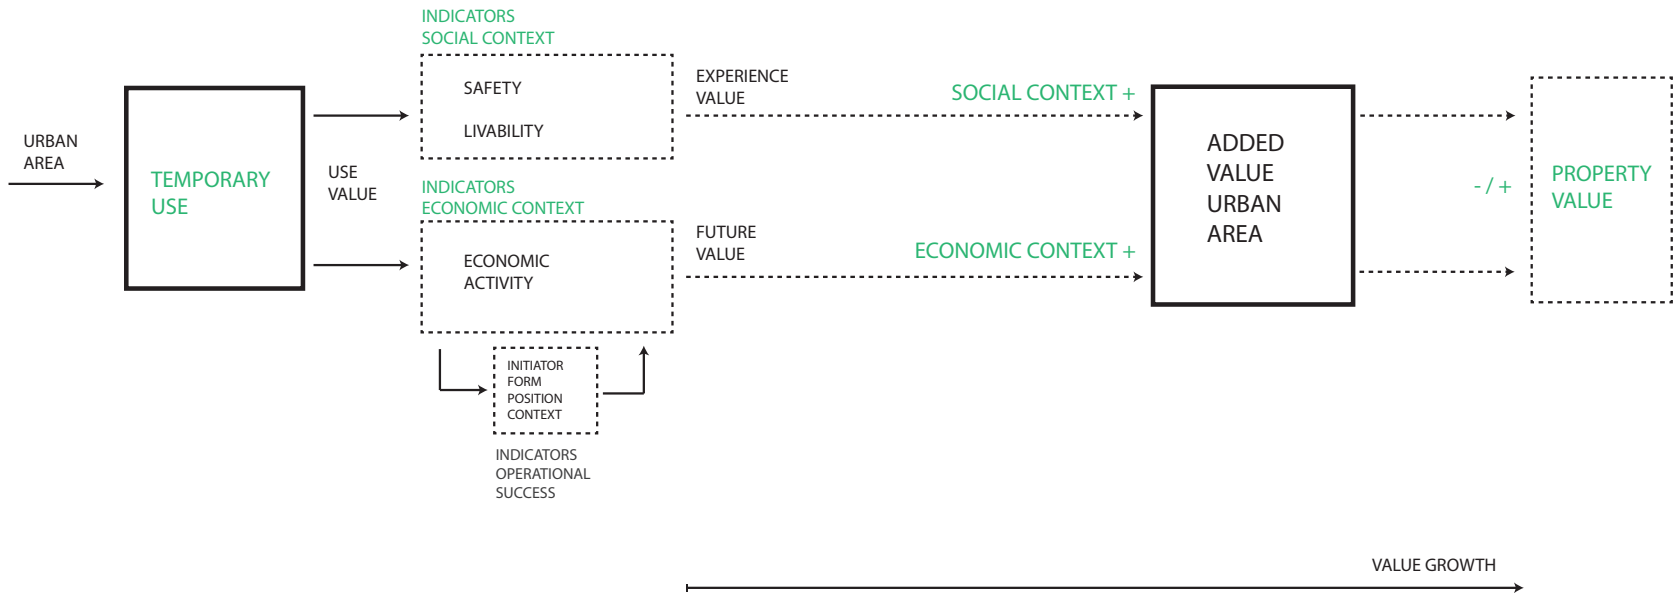 URBAN
AREA
TEMPORARY
USE
USE
VALUE
INDICATORS
SOCIAL CONTEXT
SAFETY
LIVABILITY
INDICATORS
ECONOMIC CONTEXT
ECONOMIC
ACTIVITY
INITIATOR
FORM
POSITION
CONTEXT
INDICATORS
OPERATIONAL
SUCCESS
EXPERIENCE
VALUE
SOCIAL CONTEXT +
FUTURE
VALUE
ECONOMIC CONTEXT +
ADDED
VALUE
URBAN
AREA
- / +
PROPERTY
VALUE
VALUE GROWTH